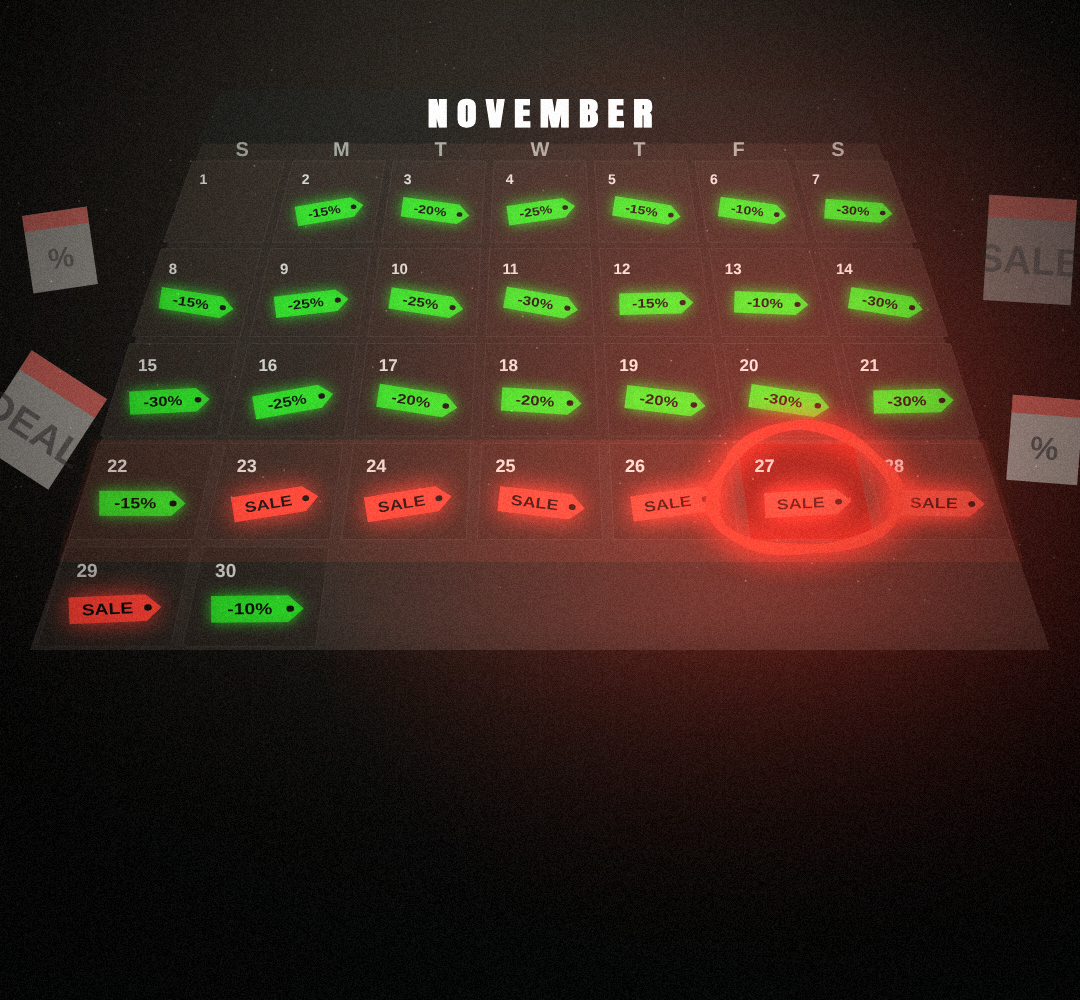 NOVEMBER
S M T W T F S
1 2 3 4 5 6 7
-15% -20% -25% -15% -10% -30%
% SALE
8 9 10 11 12 13 14
-15% -25% -25% -30% -15% -10% -30%
15 16 17 18 19 20 21
-30% -25% -20% -20% -20% -30% -30%
DEAL %
22 23 24 25 26 27 28
-15% SALE SALE SALE SALE SALE SALE
29 30
SALE -10%